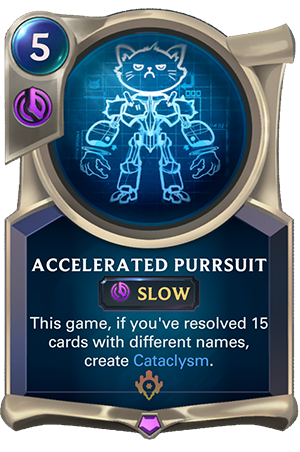 5
ACCELERATED PURRSUIT
SLOW
This game, if you've resolved 15
cards with different names,
create Cataclysm.